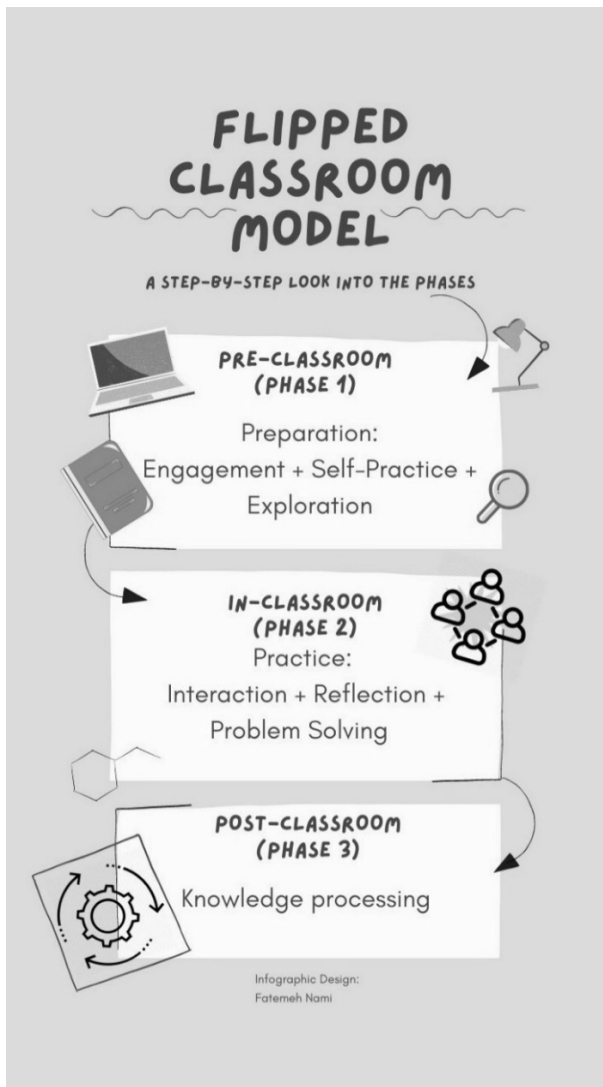 FLIPPED
CLASSROOM
MODEL
A STEP-BY-STEP LOOK INTO THE PHASES
PRE-CLASSROOM
(PHASE 1)
Preparation:
Engagement + Self-Practice +
Exploration
IN-CLASSROOM
(PHASE 2)
Practice:
Interaction + Reflection +
Problem Solving
POST-CLASSROOM
(PHASE 3)
Knowledge processing
Infographic Design:
Fatemeh Nami